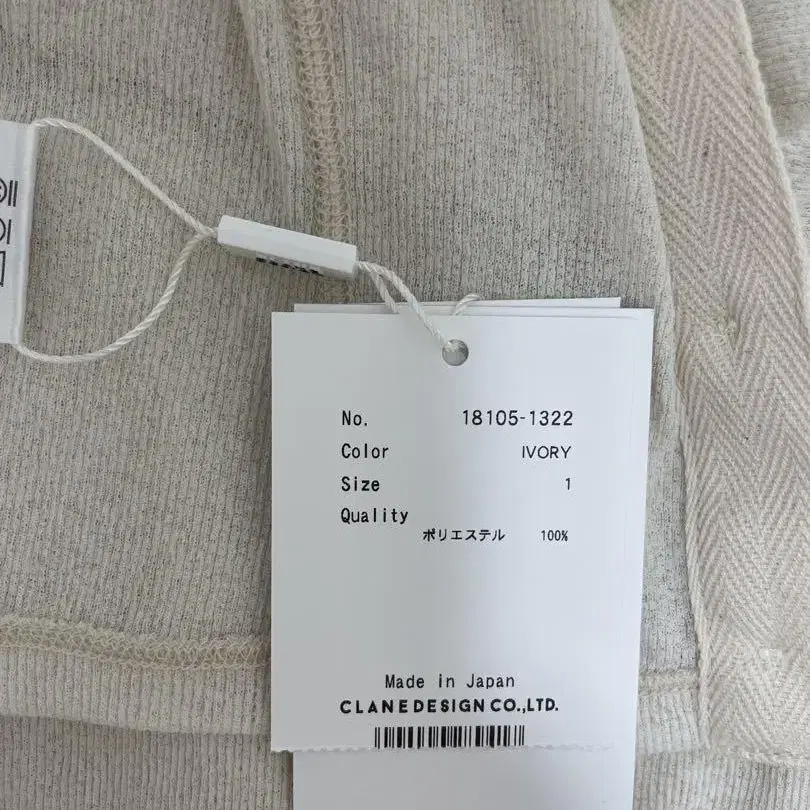 No. 18105-1322
Color IVORY
Size 1
Quality
ポリエステル 100%
Made in Japan
CLANEDESIGN CO.,LTD.